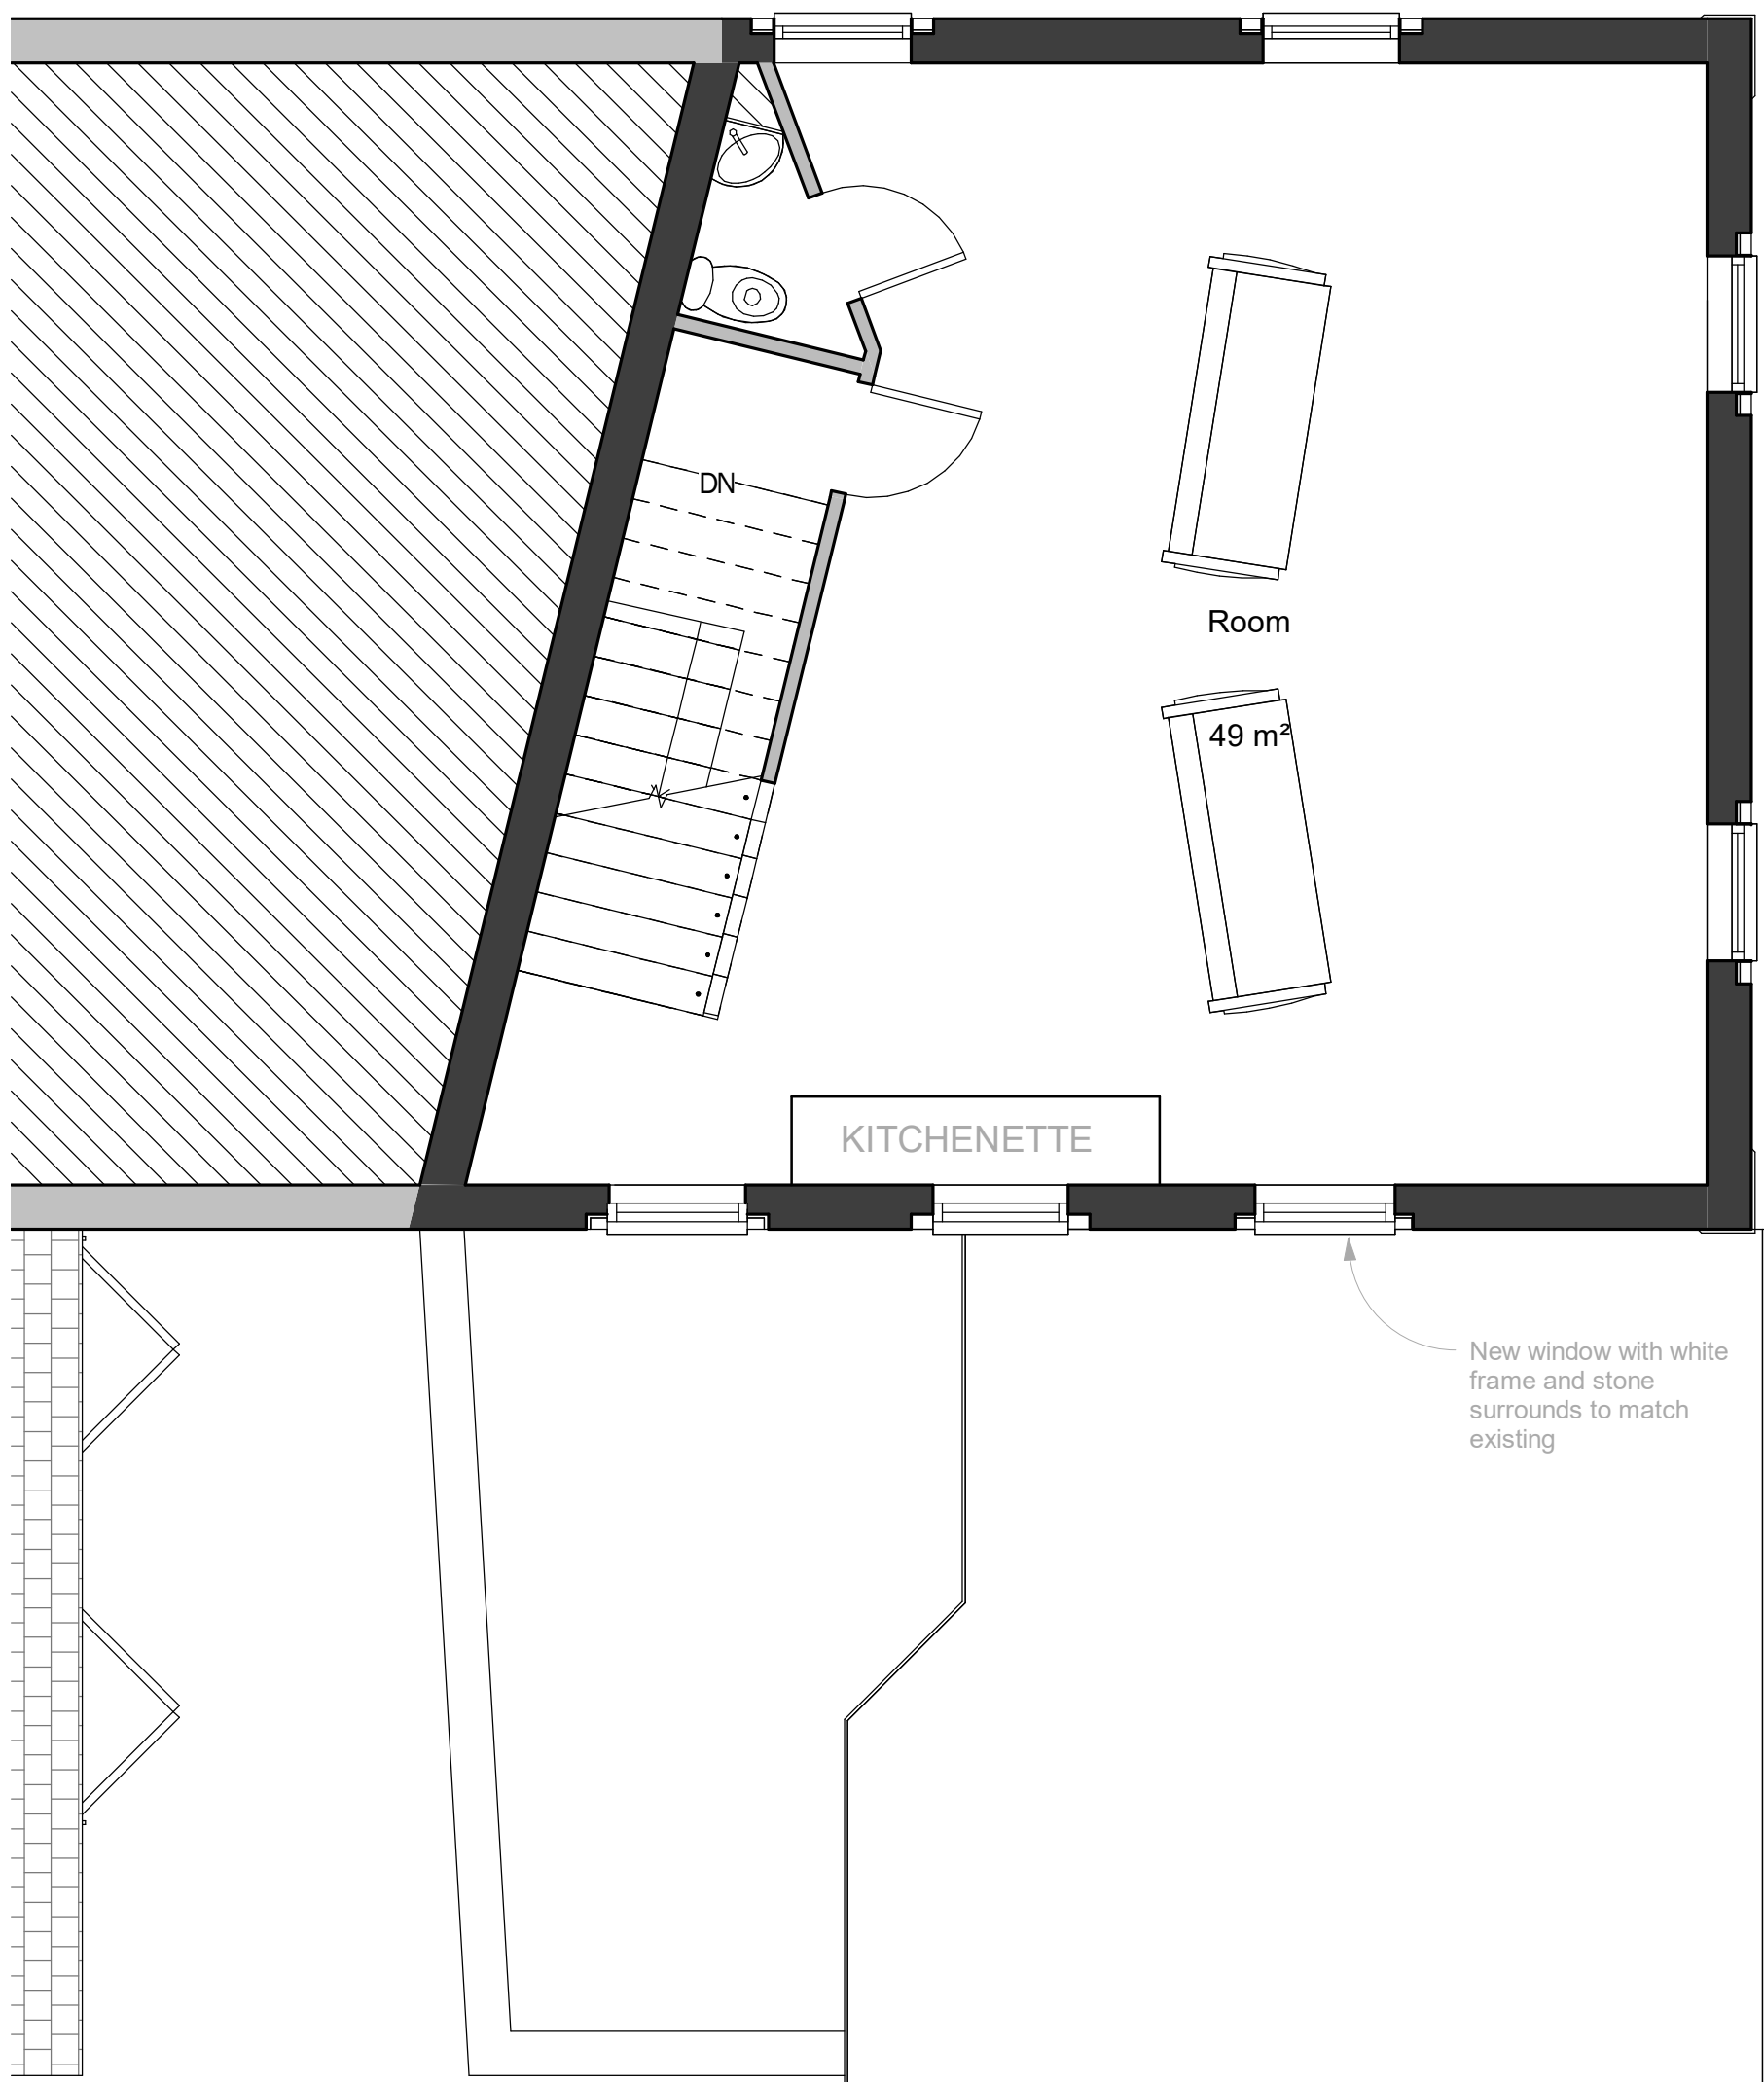 DN
Room
49 m²
KITCHENETTE
New window with white
frame and stone
surrounds to match
existing